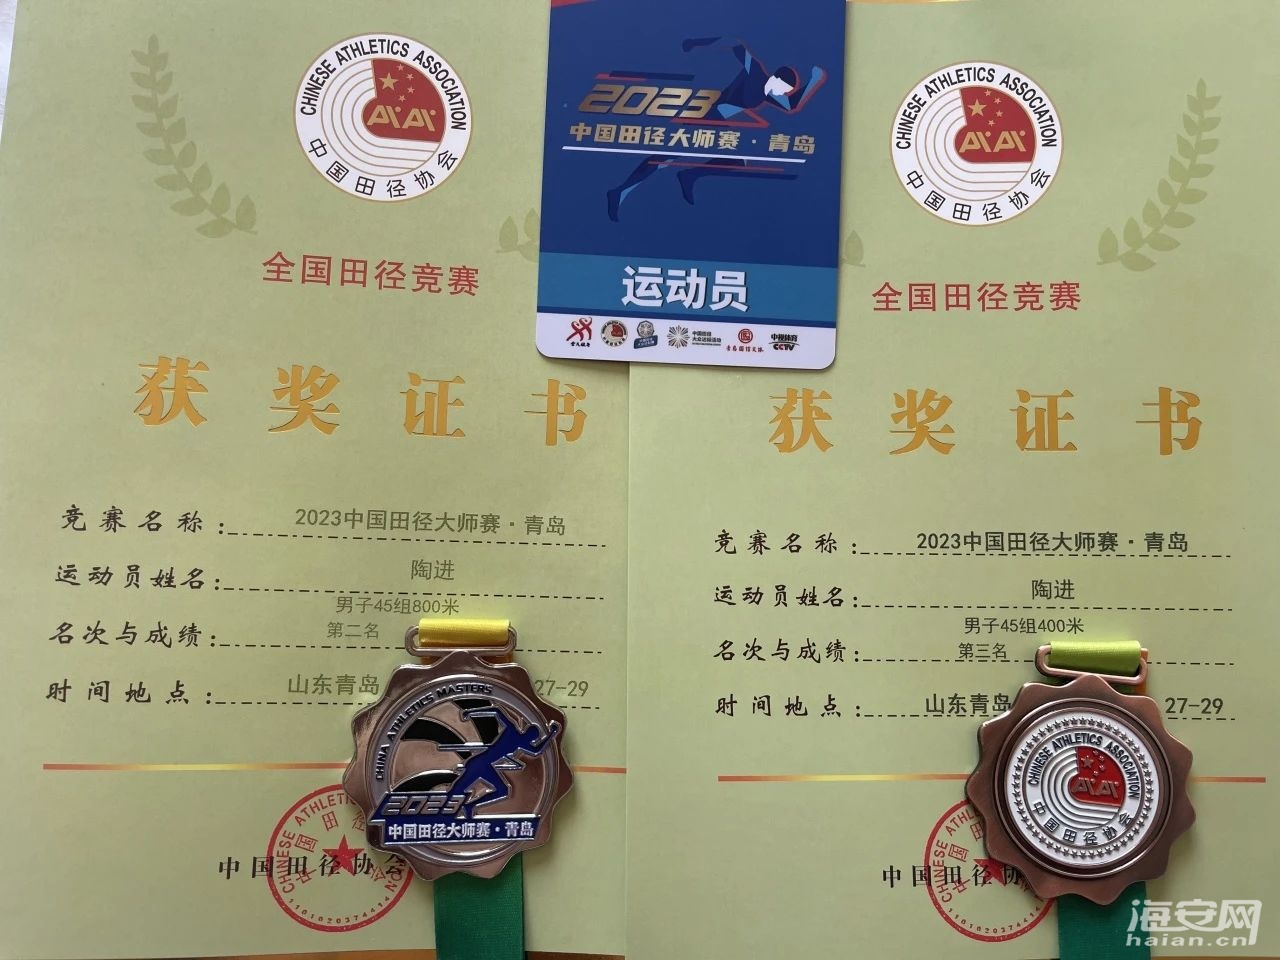 CHINESE ATHLETICS ASSOCIATION
中国田径协会
全国田径竞赛
获奖证书
竞赛名称：2023中国田径大师赛·青岛
运动员姓名：陶进
男子45组800米
名次与成绩：第二名
时间地点：山东青岛 27-29
中国田径协会
CHINESE ATHLETICS ASSOCIATION
CHINA ATHLETICS MASTERS
2023
中国田径大师赛·青岛
2023
中国田径大师赛·青岛
运动员
中视体育
CCTV
CHINESE ATHLETICS ASSOCIATION
中国田径协会
全国田径竞赛
获奖证书
竞赛名称：2023中国田径大师赛·青岛
运动员姓名：陶进
男子45组400米
名次与成绩：第三名
时间地点：山东青岛 27-29
中国田径协
CHINESE ATHLETICS ASSOCIATION
中国田径协会
海安网
haian.cn